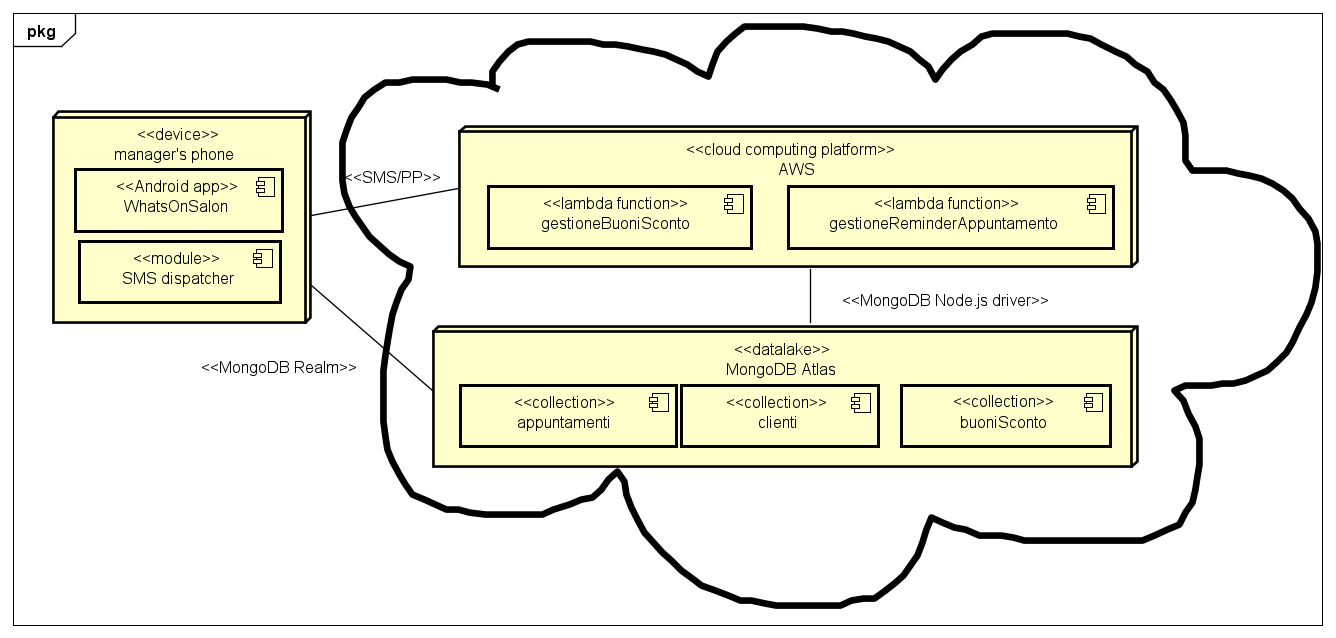 pkg
<<device>>
manager's phone
<<Android app>>
WhatsOnSalon
<<module>>
SMS dispatcher
<<SMS/PP>>
<<cloud computing platform>>
AWS
<<lambda function>>
gestioneBuoniSconto
<<lambda function>>
gestioneReminderAppuntamento
<<MongoDB Node.js driver>>
<<MongoDB Realm>>
<<datalake>>
MongoDB Atlas
<<collection>>
appuntamenti
<<collection>>
clienti
<<collection>>
buoniSconto